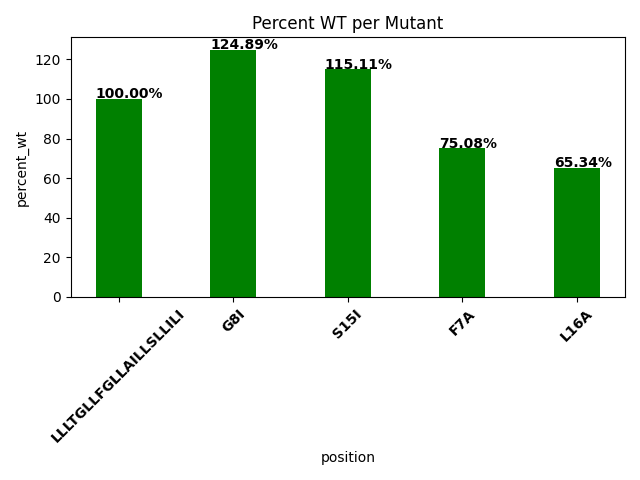 Percent WT per Mutant
percent_wt
120
100
80
60
40
20
0
100.00%
124.89%
115.11%
75.08%
65.34%
LLLTGLLFGLLAILLSLLILI
G8I
S15I
F7A
L16A
position